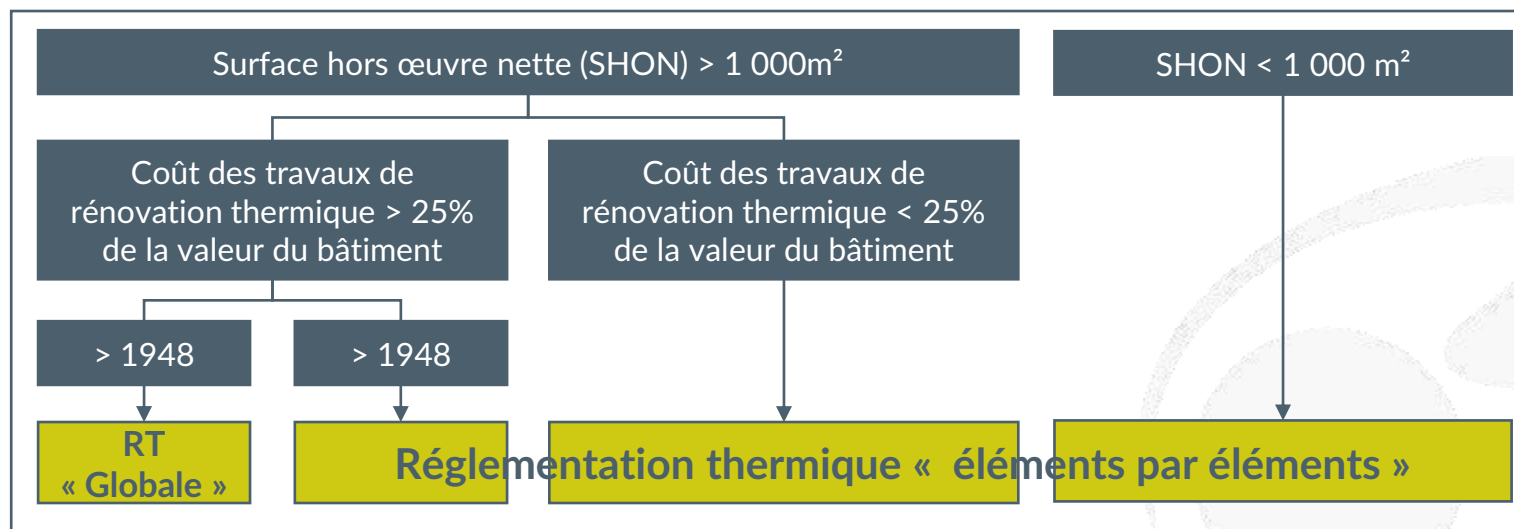 Surface hors œuvre nette (SHON) > 1 000m²
SHON < 1 000 m²
Coût des travaux de
rénovation thermique > 25%
de la valeur du bâtiment
Coût des travaux de
rénovation thermique < 25%
de la valeur du bâtiment
> 1948
> 1948
RT
« Globale »
Réglementation thermique « éléments par éléments »